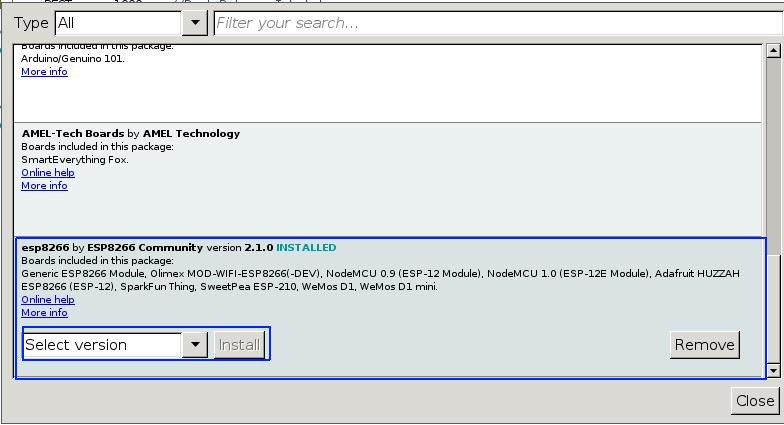 Type All Filter your search...
Boards included in this package:
Arduino/Genuino 101.
More info
AMEL-Tech Boards by AMEL Technology
Boards included in this package:
SmartEverything Fox.
Online help
More info
esp8266 by ESP8266 Community version 2.1.0 INSTALLED
Boards included in this package:
Generic ESP8266 Module, Olimex MOD-WIFI-ESP8266(-DEV), NodeMCU 0.9 (ESP-12 Module), NodeMCU 1.0 (ESP-12E Module), Adafruit HUZZAH
ESP8266 (ESP-12), SparkFun Thing, SweetPea ESP-210, WeMos D1, WeMos D1 mini.
Online help
More info
Select version Install Remove
Close